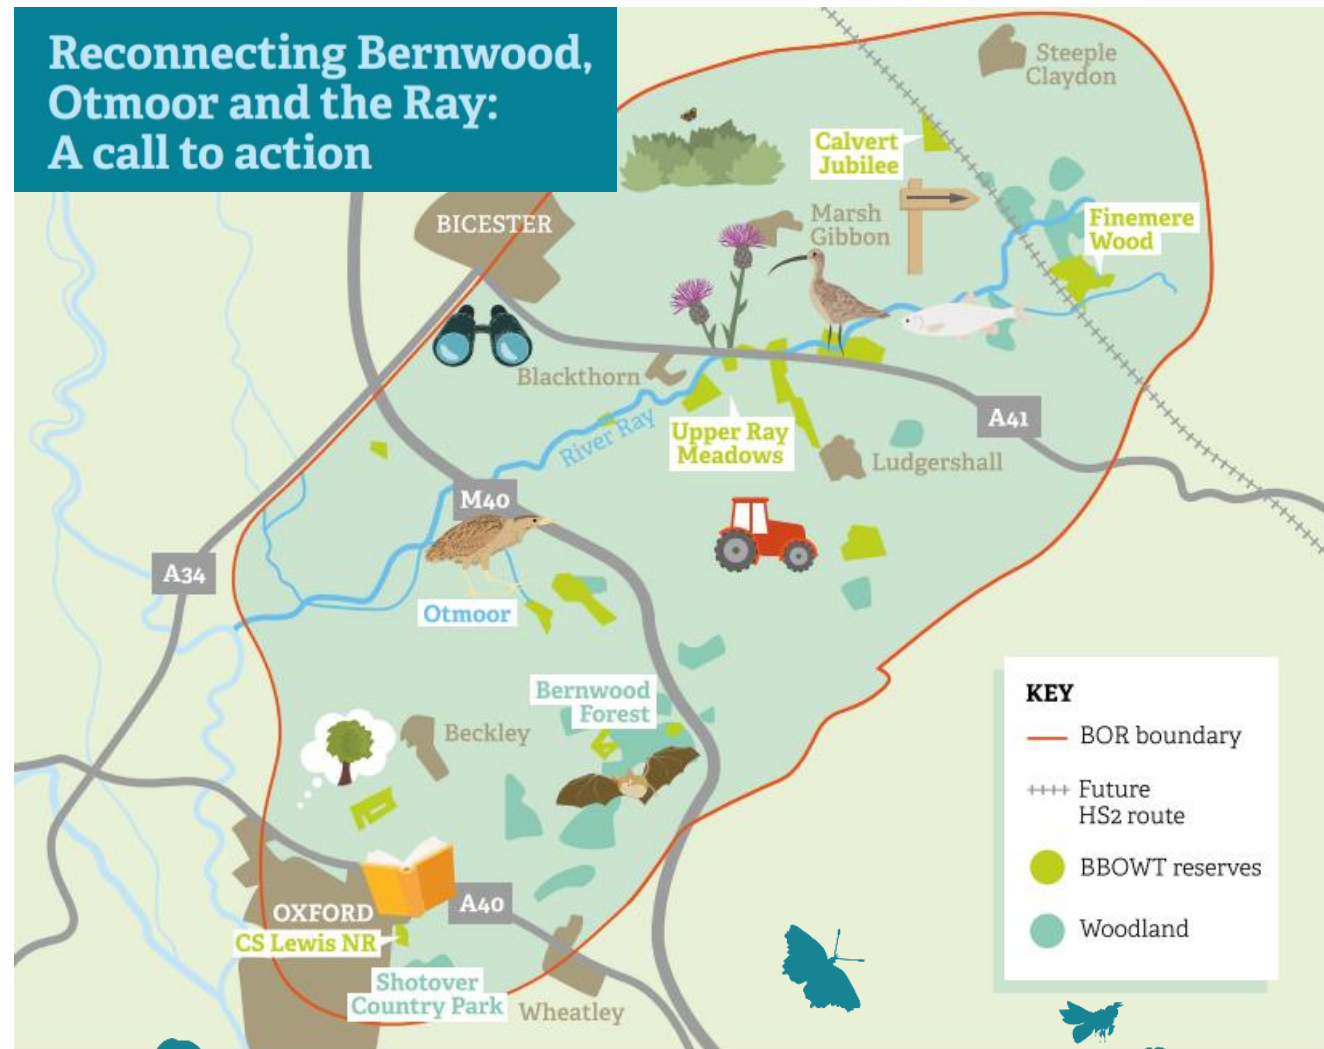 Reconnecting Bernwood,
Otmoor and the Ray:
A call to action
Steeple
Claydon
Calvert
Jubilee
BICESTER
Marsh
Gibbon
Finemere
Wood
Blackthorn
River Ray
Upper Ray
Meadows
A41
Ludgershall
M40
A34
Otmoor
Bernwood
Forest
Beckley
OXFORD
A40
CS Lewis NR
Shotover
Country Park
Wheatley
KEY
BOR boundary
Future
HS2 route
BBOWT reserves
Woodland